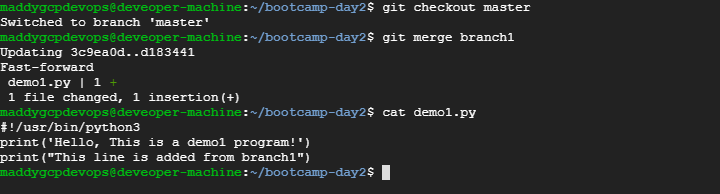 maddygcpdevops@deveoper-machine:~/bootcamp-day2$ git checkout master
Switched to branch 'master'
maddygcpdevops@deveoper-machine:~/bootcamp-day2$ git merge branch1
Updating 3c9ea0d..d183441
Fast-forward
 demo1.py | 1 +
 1 file changed, 1 insertion(+)
maddygcpdevops@deveoper-machine:~/bootcamp-day2$ cat demo1.py
#!/usr/bin/python3
print('Hello, This is a demo1 program!')
print("This line is added from branch1")
maddygcpdevops@deveoper-machine:~/bootcamp-day2$